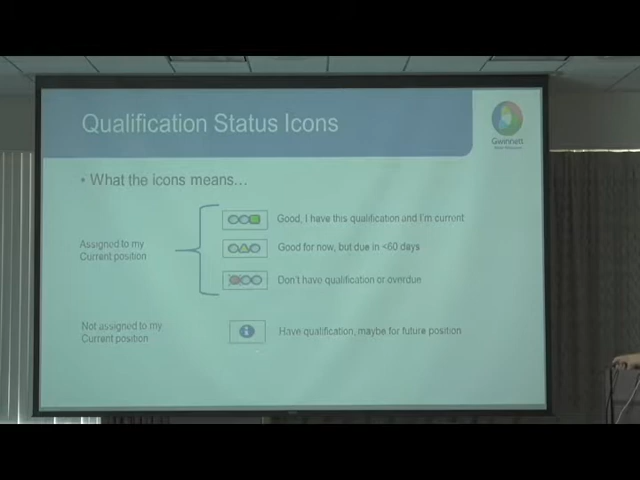 Qualification Status Icons
Gwinnett
• What the icons means…
Assigned to my
Current position
Good, I have this qualification and I'm current
Good for now, but due in <60 days
Don't have qualification or overdue
Not assigned to my
Current position
Have qualification, maybe for future position